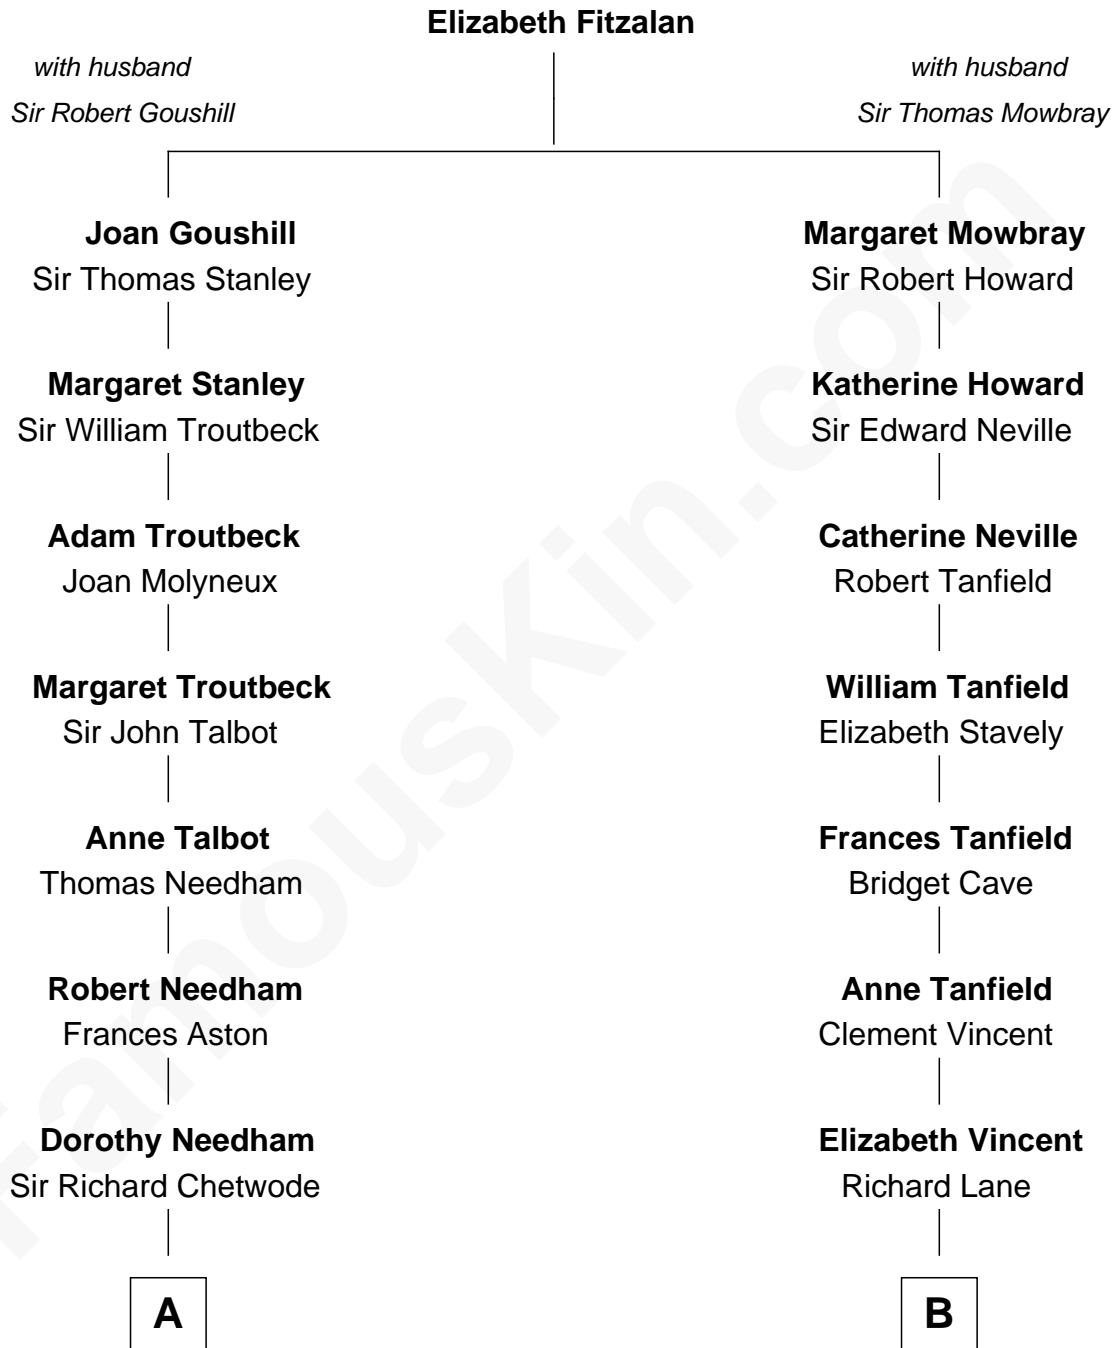 Elizabeth Fitzalan
with husband
Sir Robert Goushill
with husband
Sir Thomas Mowbray
Joan Goushill
Sir Thomas Stanley
Margaret Mowbray
Sir Robert Howard
Margaret Stanley
Sir William Troutbeck
Katherine Howard
Sir Edward Neville
Adam Troutbeck
Joan Molyneux
Catherine Neville
Robert Tanfield
Margaret Troutbeck
Sir John Talbot
William Tanfield
Elizabeth Stavely
Anne Talbot
Thomas Needham
Frances Tanfield
Bridget Cave
Robert Needham
Frances Aston
Anne Tanfield
Clement Vincent
Dorothy Needham
Sir Richard Chetwode
Elizabeth Vincent
Richard Lane
A
B
FamousKin.com